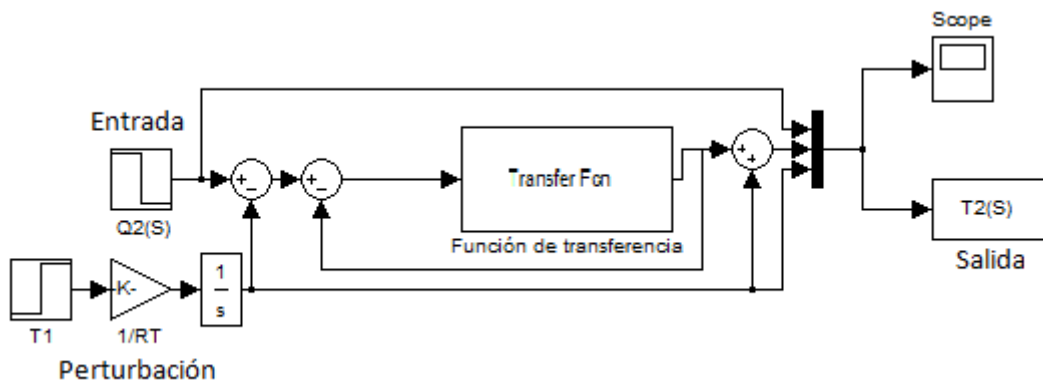 Scope
Entrada
+
−
+
−
Transfer Fcn
+
+
Q2(S)
Función de transferencia
T2(S)
Salida
K-
1
s
T1
1/RT
Perturbación